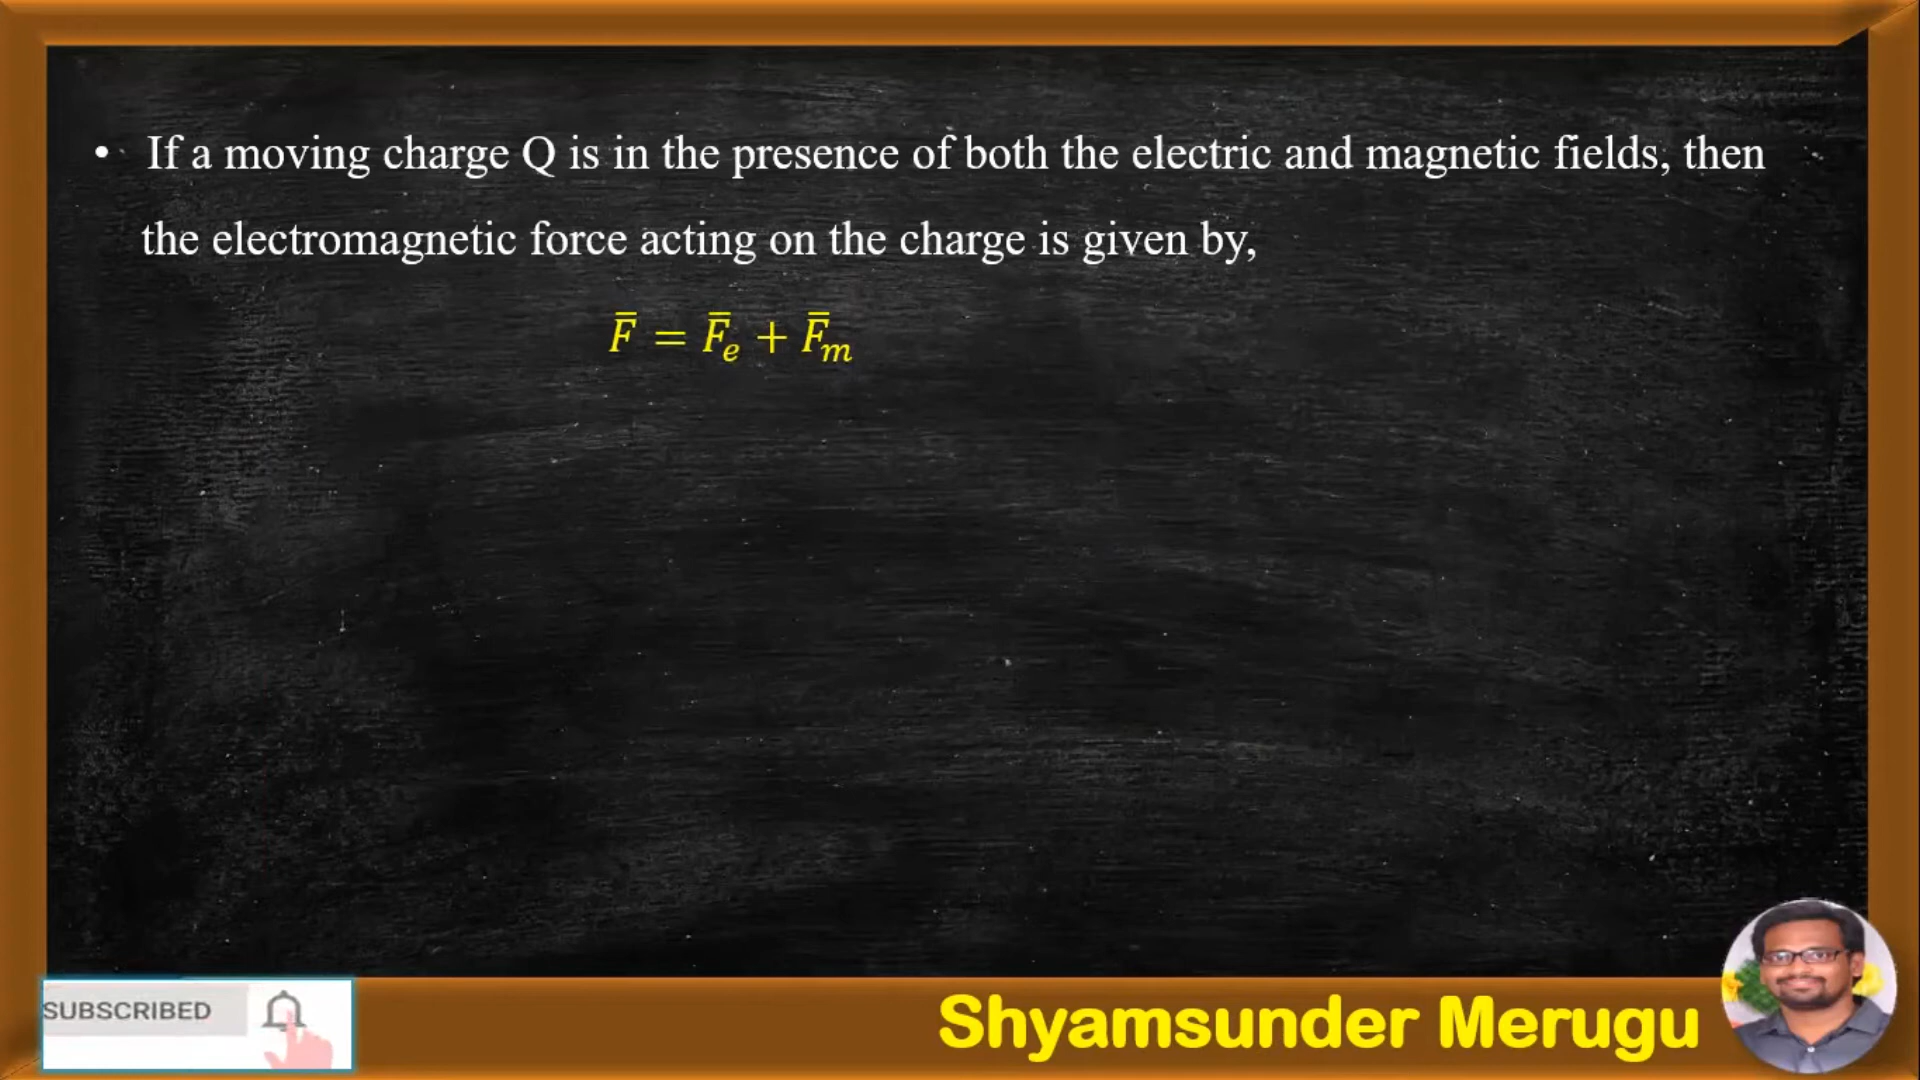 • If a moving charge Q is in the presence of both the electric and magnetic fields, then
the electromagnetic force acting on the charge is given by,
F̅ = F̅ₑ + F̅ₘ
SUBSCRIBED
Shyamsunder Merugu